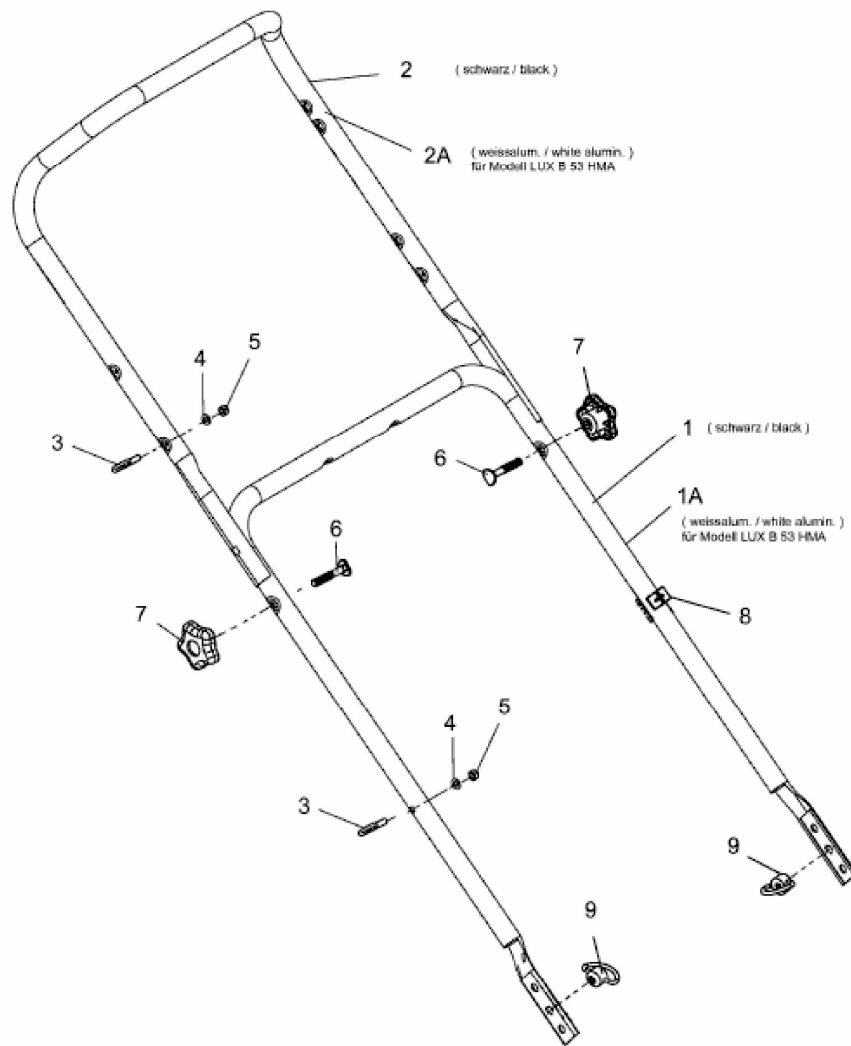 2 ( schwarz / black )
2A ( weissalum. / white alumin. )
für Modell LUX B 53 HMA
7
5
4
3
6
1 ( schwarz / black )
1A
( weissalum. / white alumin. )
für Modell LUX B 53 HMA
6
7
8
5
4
3
9
9